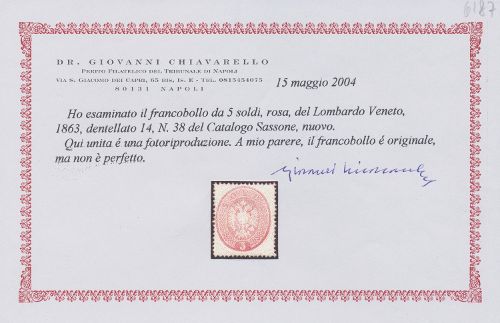 6187
DR. GIOVANNI CHIAVARELLO
PERITO FILATELICO DEL TRIBUNALE DI NAPOLI
VIA S. GIACOMO DEI CAPRI, 65 BIS, IS. E - TEL. 0815454075
80131 NAPOLI
15 maggio 2004
Ho esaminato il francobollo da 5 soldi, rosa, del Lombardo Veneto,
1863, dentellato 14, N. 38 del Catalogo Sassone, nuovo.
Qui unita é una fotoriproduzione. A mio parere, il francobollo é originale,
ma non è perfetto.
5